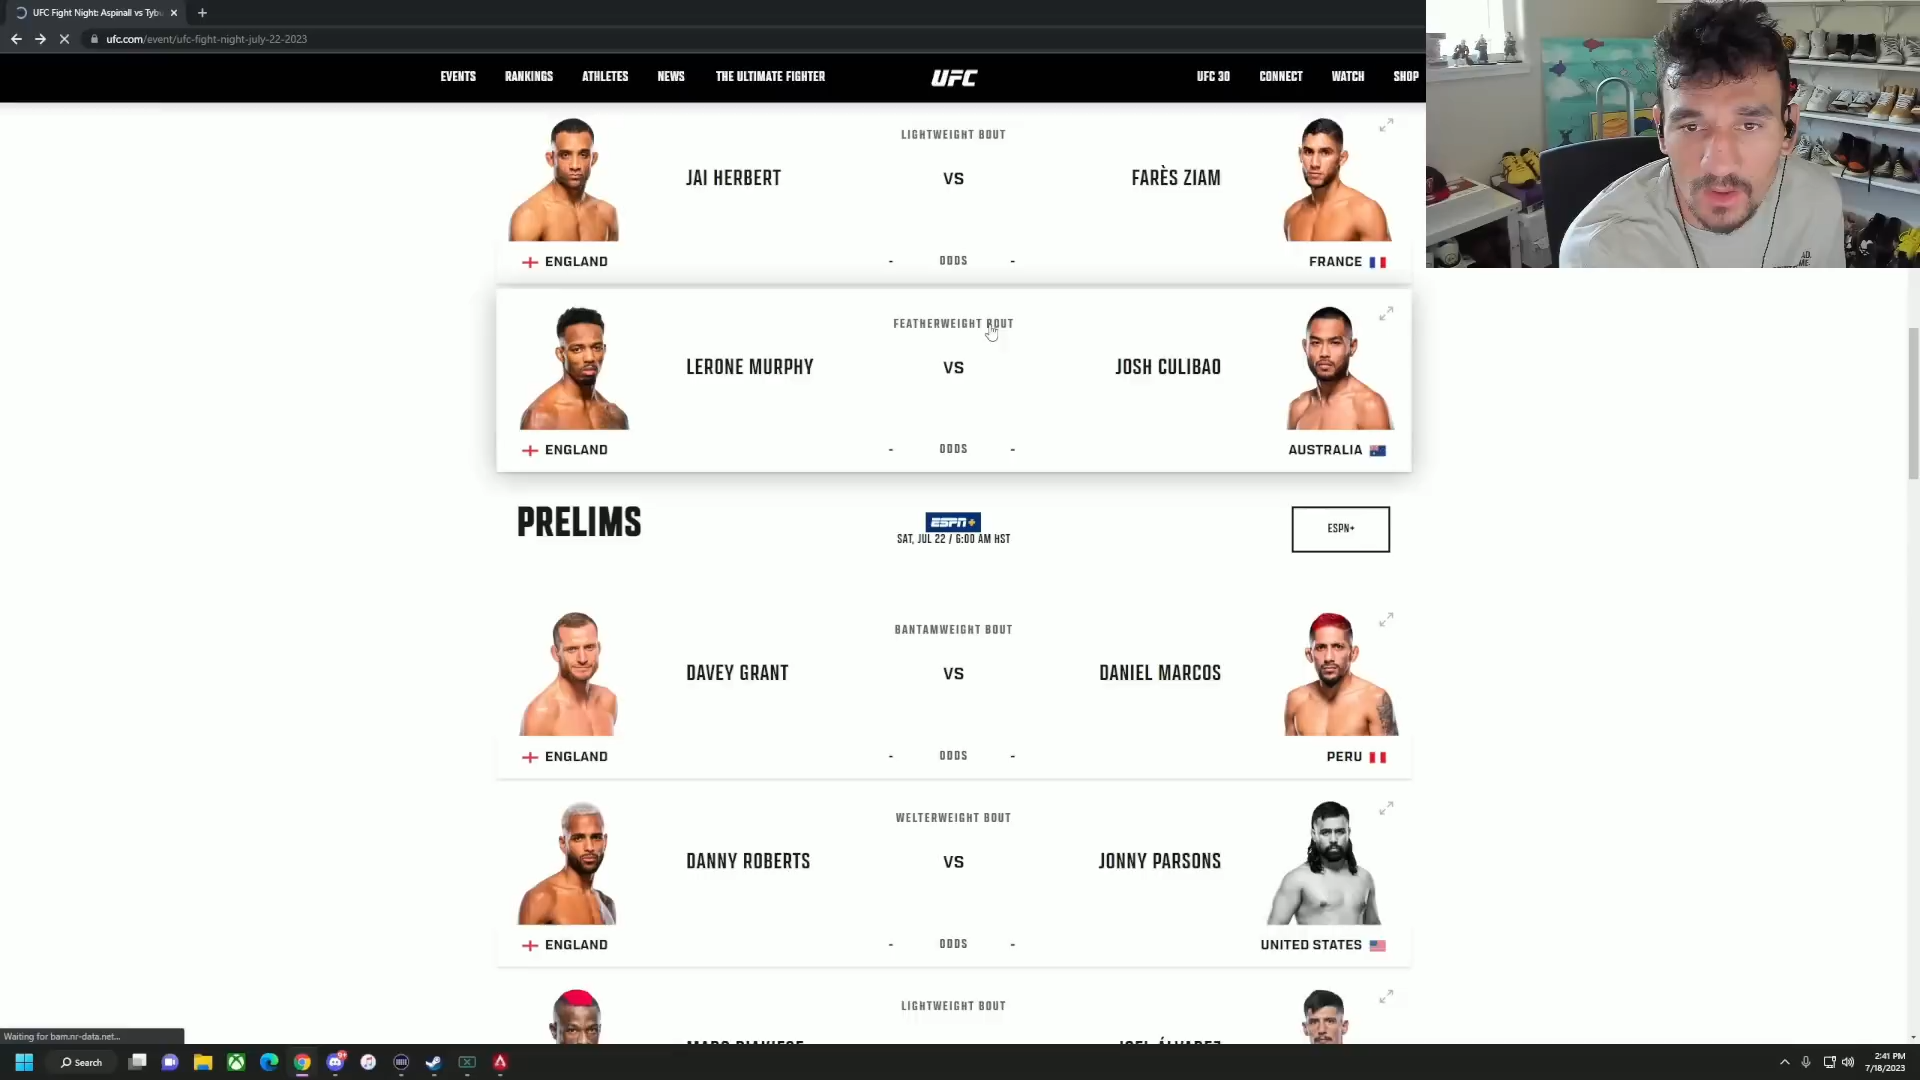 UFC Fight Night: Aspinall vs Tyb
ufc.com/event/ufc-fight-night-july-22-2023
EVENTS RANKINGS ATHLETES NEWS THE ULTIMATE FIGHTER UFC UFC 30 CONNECT WATCH SHOP
LIGHTWEIGHT BOUT
JAI HERBERT VS FARÈS ZIAM
ENGLAND - ODDS - FRANCE
FEATHERWEIGHT BOUT
LERONE MURPHY VS JOSH CULIBAO
ENGLAND - ODDS - AUSTRALIA
PRELIMS ESPN+ ESPN+
SAT, JUL 22 / 6:00 AM HST
BANTAMWEIGHT BOUT
DAVEY GRANT VS DANIEL MARCOS
ENGLAND - ODDS - PERU
WELTERWEIGHT BOUT
DANNY ROBERTS VS JONNY PARSONS
ENGLAND - ODDS - UNITED STATES
LIGHTWEIGHT BOUT
MARC DIAKIESE JOEL ÁLVAREZ
Waiting for bam.nr-data.net...
Search
2:41 PM
7/18/2023